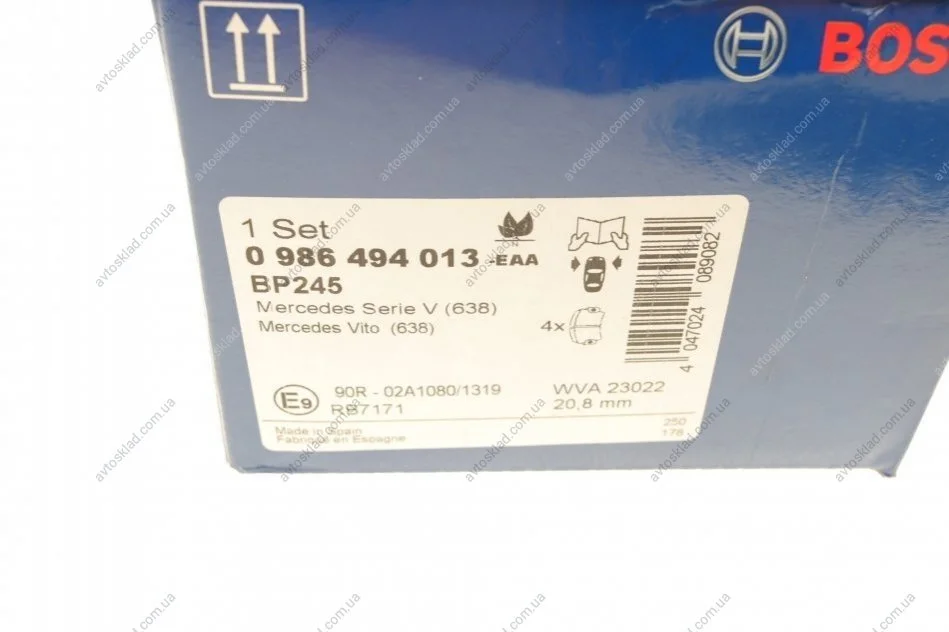 BOS
1 Set
0 986 494 013 -EAA
BP245
Mercedes Serie V (638)
Mercedes Vito (638)
4x
4 047024 089082
E9
90R - 02A1080/1319
RB7171
WVA 23022
20,8 mm
Made in Spain
Fabriqué en Espagne
250
178
avtosklad.com.ua